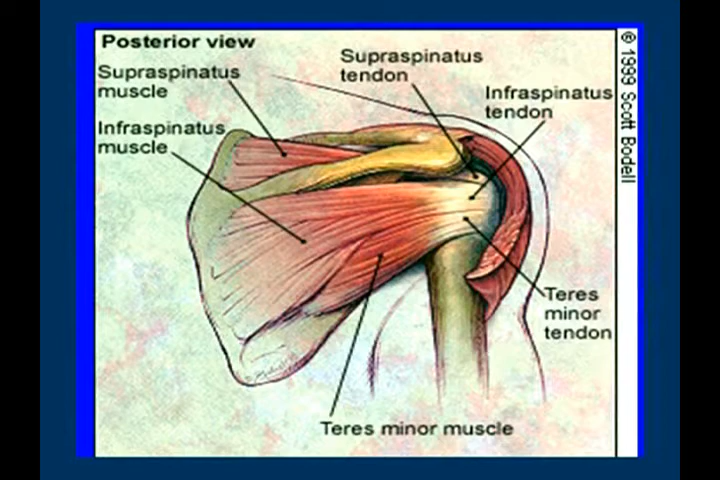 Posterior view
Supraspinatus
muscle
Infraspinatus
muscle
Supraspinatus
tendon
Infraspinatus
tendon
Teres
minor
tendon
Teres minor muscle
© 1999 Scott Bodell